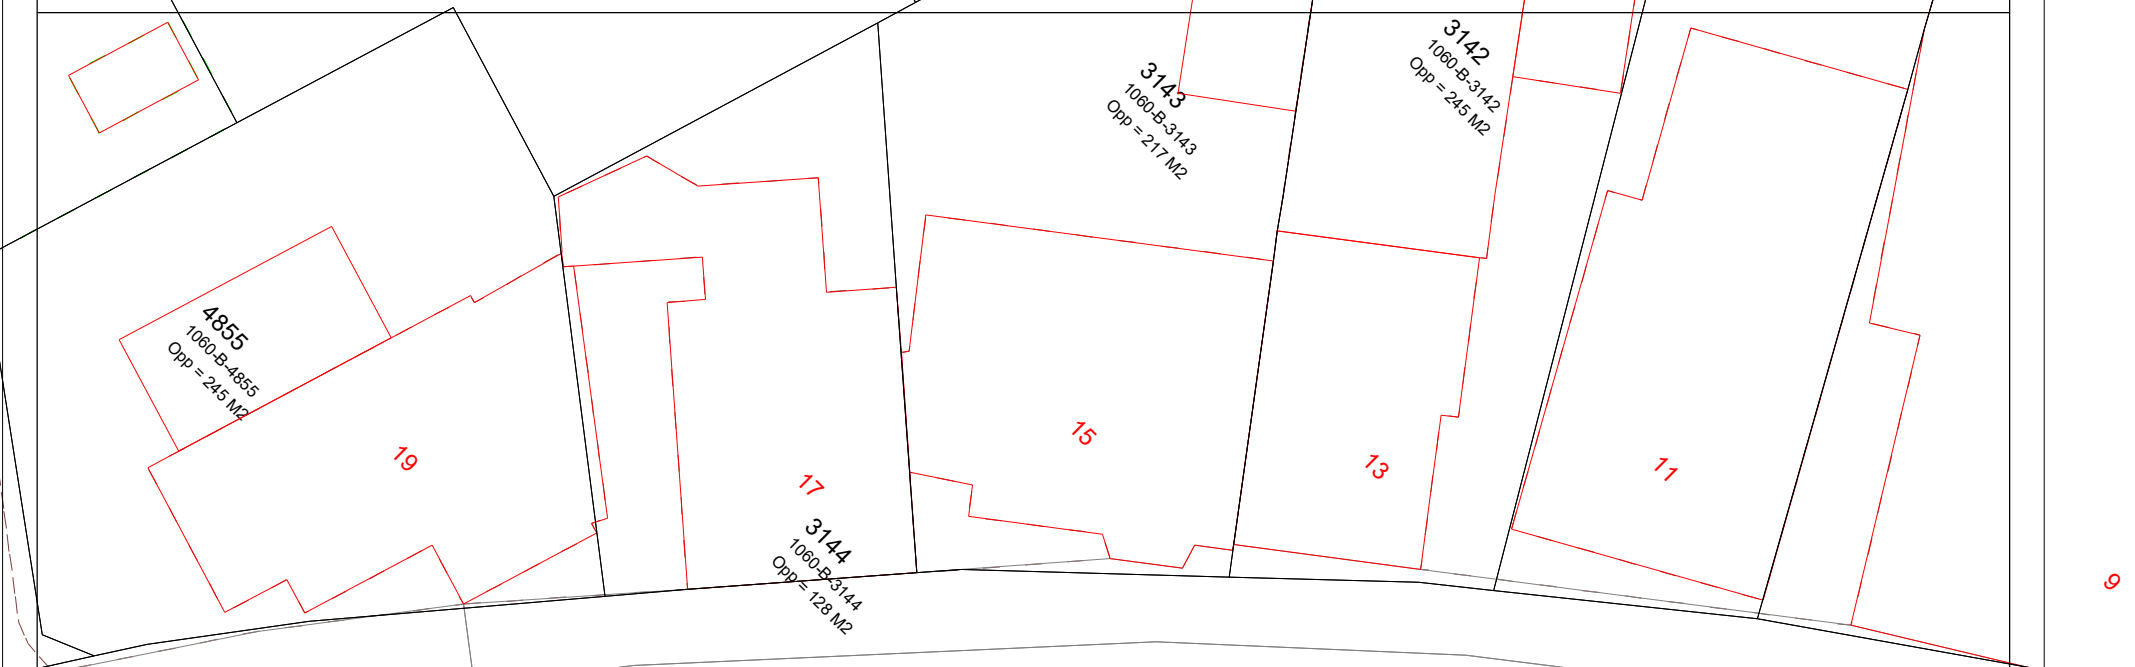 3143
1060-B-3143
Opp = 217 M2
3142
1060-B-3142
Opp = 245 M2
4855
1060-B-4855
Opp = 245 M2
19
17
3144
1060-B-3144
Opp = 128 M2
15
13
11
9